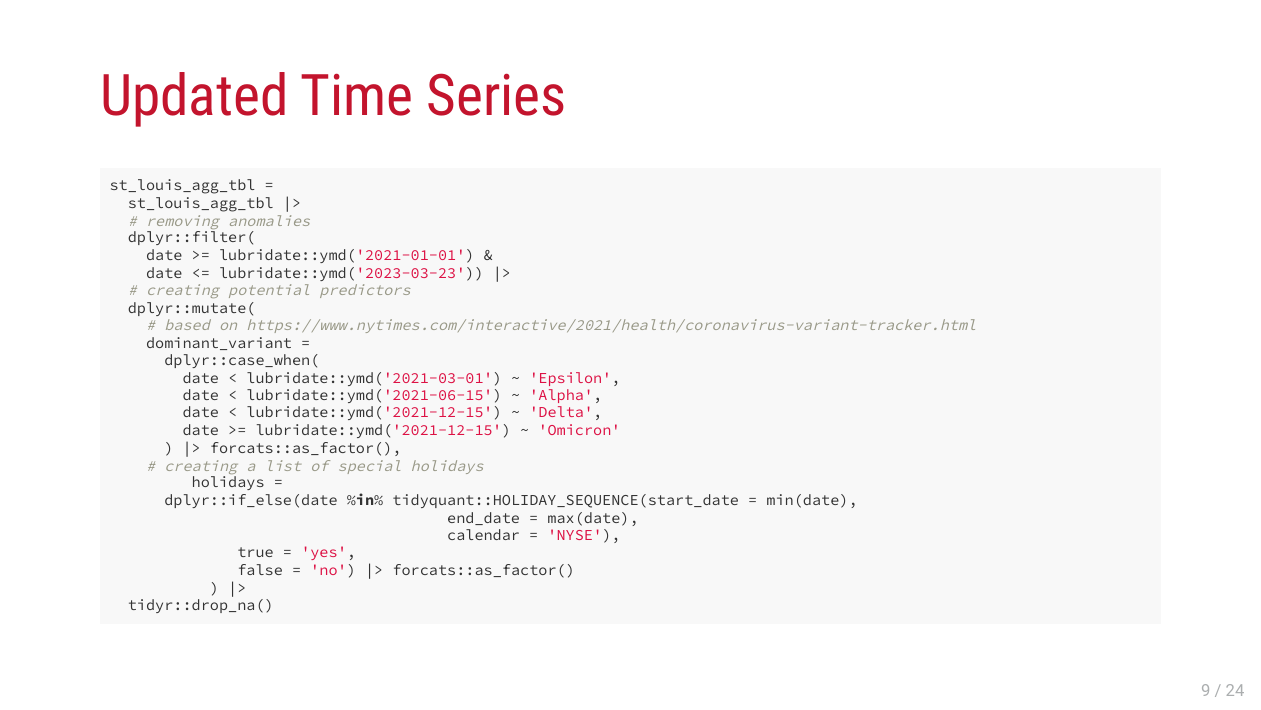 Updated Time Series
st_louis_agg_tbl =
  st_louis_agg_tbl |>
  # removing anomalies
  dplyr::filter(
    date >= lubridate::ymd('2021-01-01') &
    date <= lubridate::ymd('2023-03-23')) |>
  # creating potential predictors
  dplyr::mutate(
    # based on https://www.nytimes.com/interactive/2021/health/coronavirus-variant-tracker.html
    dominant_variant =
      dplyr::case_when(
        date < lubridate::ymd('2021-03-01') ~ 'Epsilon',
        date < lubridate::ymd('2021-06-15') ~ 'Alpha',
        date < lubridate::ymd('2021-12-15') ~ 'Delta',
        date >= lubridate::ymd('2021-12-15') ~ 'Omicron'
      ) |> forcats::as_factor(),
    # creating a list of special holidays
         holidays =
      dplyr::if_else(date %in% tidyquant::HOLIDAY_SEQUENCE(start_date = min(date),
                                     end_date = max(date),
                                     calendar = 'NYSE'),
              true = 'yes',
              false = 'no') |> forcats::as_factor()
           ) |>
  tidyr::drop_na()
9 / 24